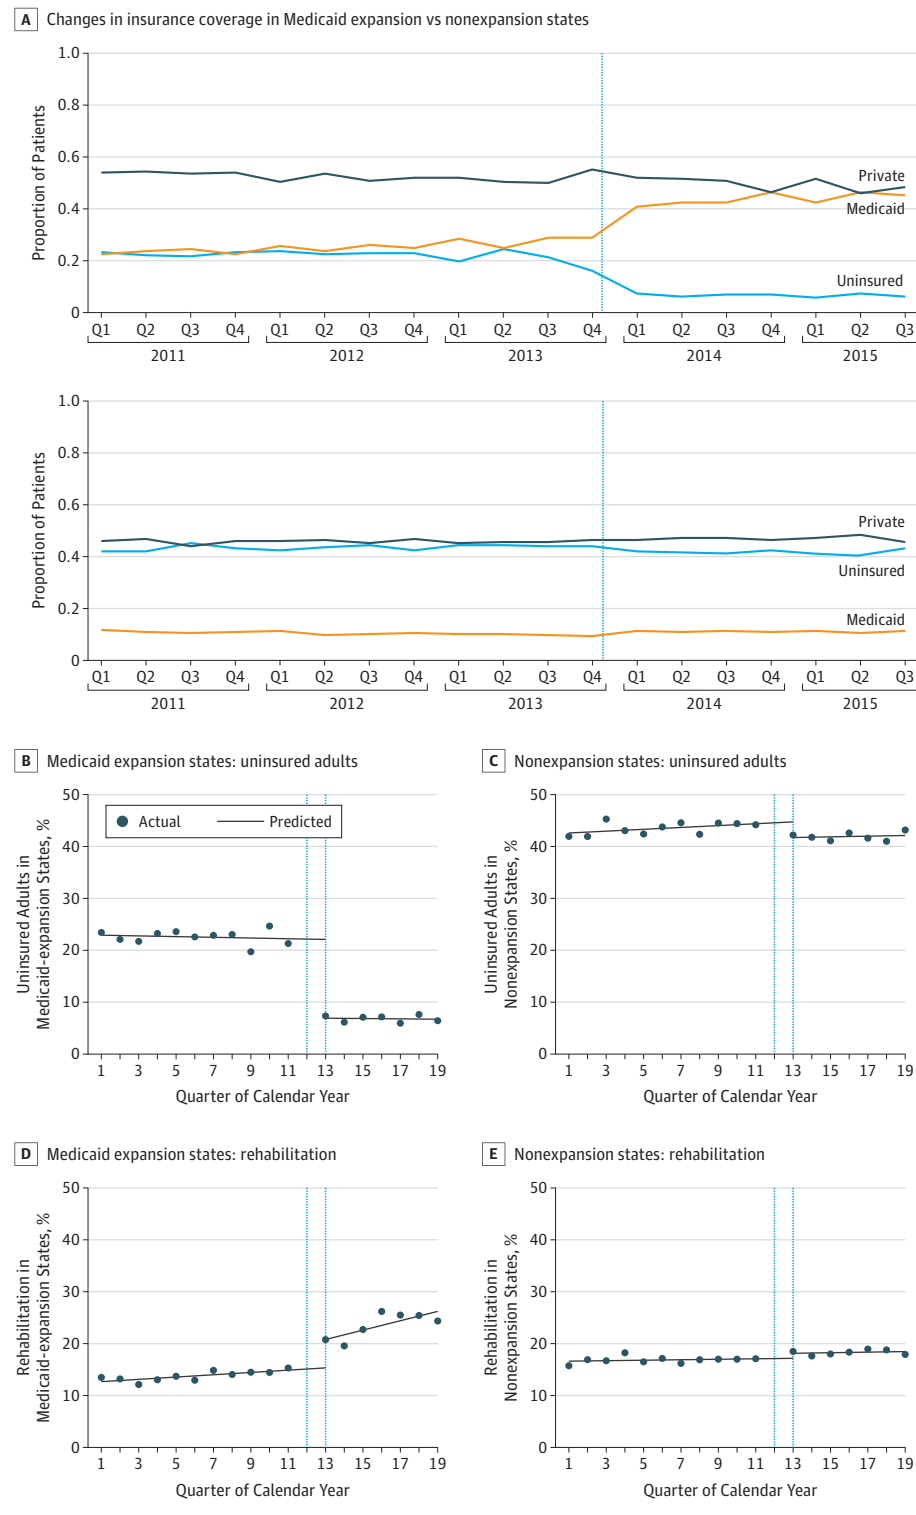 A Changes in insurance coverage in Medicaid expansion vs nonexpansion states
Proportion of Patients
1.0
0.8
0.6
0.4
0.2
0
Private
Medicaid
Uninsured
Q1 Q2 Q3 Q4 Q1 Q2 Q3 Q4 Q1 Q2 Q3 Q4 Q1 Q2 Q3 Q4 Q1 Q2 Q3
2011 2012 2013 2014 2015
Proportion of Patients
1.0
0.8
0.6
0.4
0.2
0
Private
Uninsured
Medicaid
Q1 Q2 Q3 Q4 Q1 Q2 Q3 Q4 Q1 Q2 Q3 Q4 Q1 Q2 Q3 Q4 Q1 Q2 Q3
2011 2012 2013 2014 2015
B Medicaid expansion states: uninsured adults
Uninsured Adults in
Medicaid-expansion States, %
50
40
30
20
10
0
Actual Predicted
1 3 5 7 9 11 13 15 17 19
Quarter of Calendar Year
C Nonexpansion states: uninsured adults
Uninsured Adults in
Nonexpansion States, %
50
40
30
20
10
0
1 3 5 7 9 11 13 15 17 19
Quarter of Calendar Year
D Medicaid expansion states: rehabilitation
Rehabilitation in
Medicaid-expansion States, %
50
40
30
20
10
0
1 3 5 7 9 11 13 15 17 19
Quarter of Calendar Year
E Nonexpansion states: rehabilitation
Rehabilitation in
Nonexpansion States, %
50
40
30
20
10
0
1 3 5 7 9 11 13 15 17 19
Quarter of Calendar Year